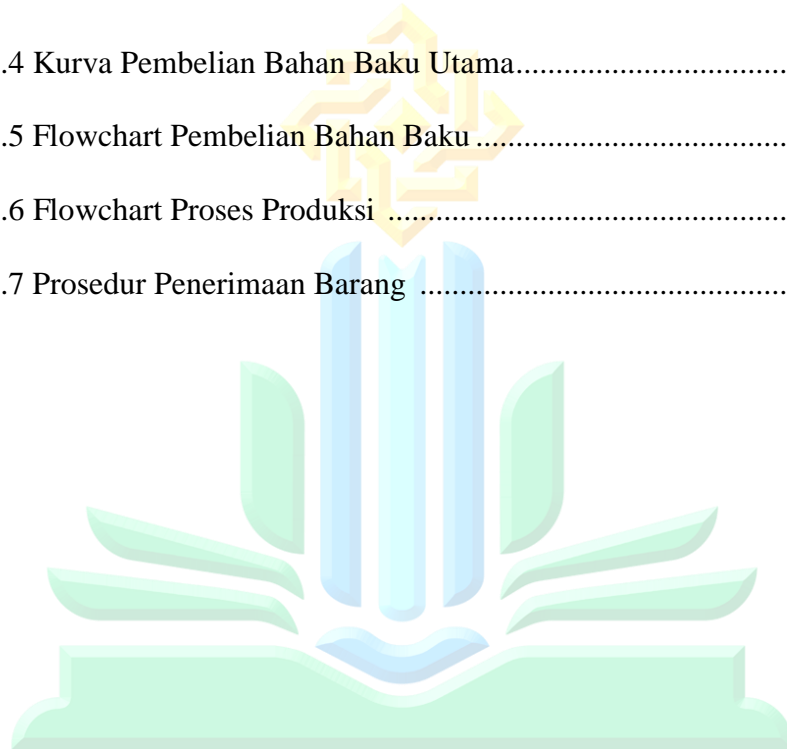 .4 Kurva Pembelian Bahan Baku Utama.................................
.5 Flowchart Pembelian Bahan Baku ......................................
.6 Flowchart Proses Produksi .................................................
.7 Prosedur Penerimaan Barang .............................................